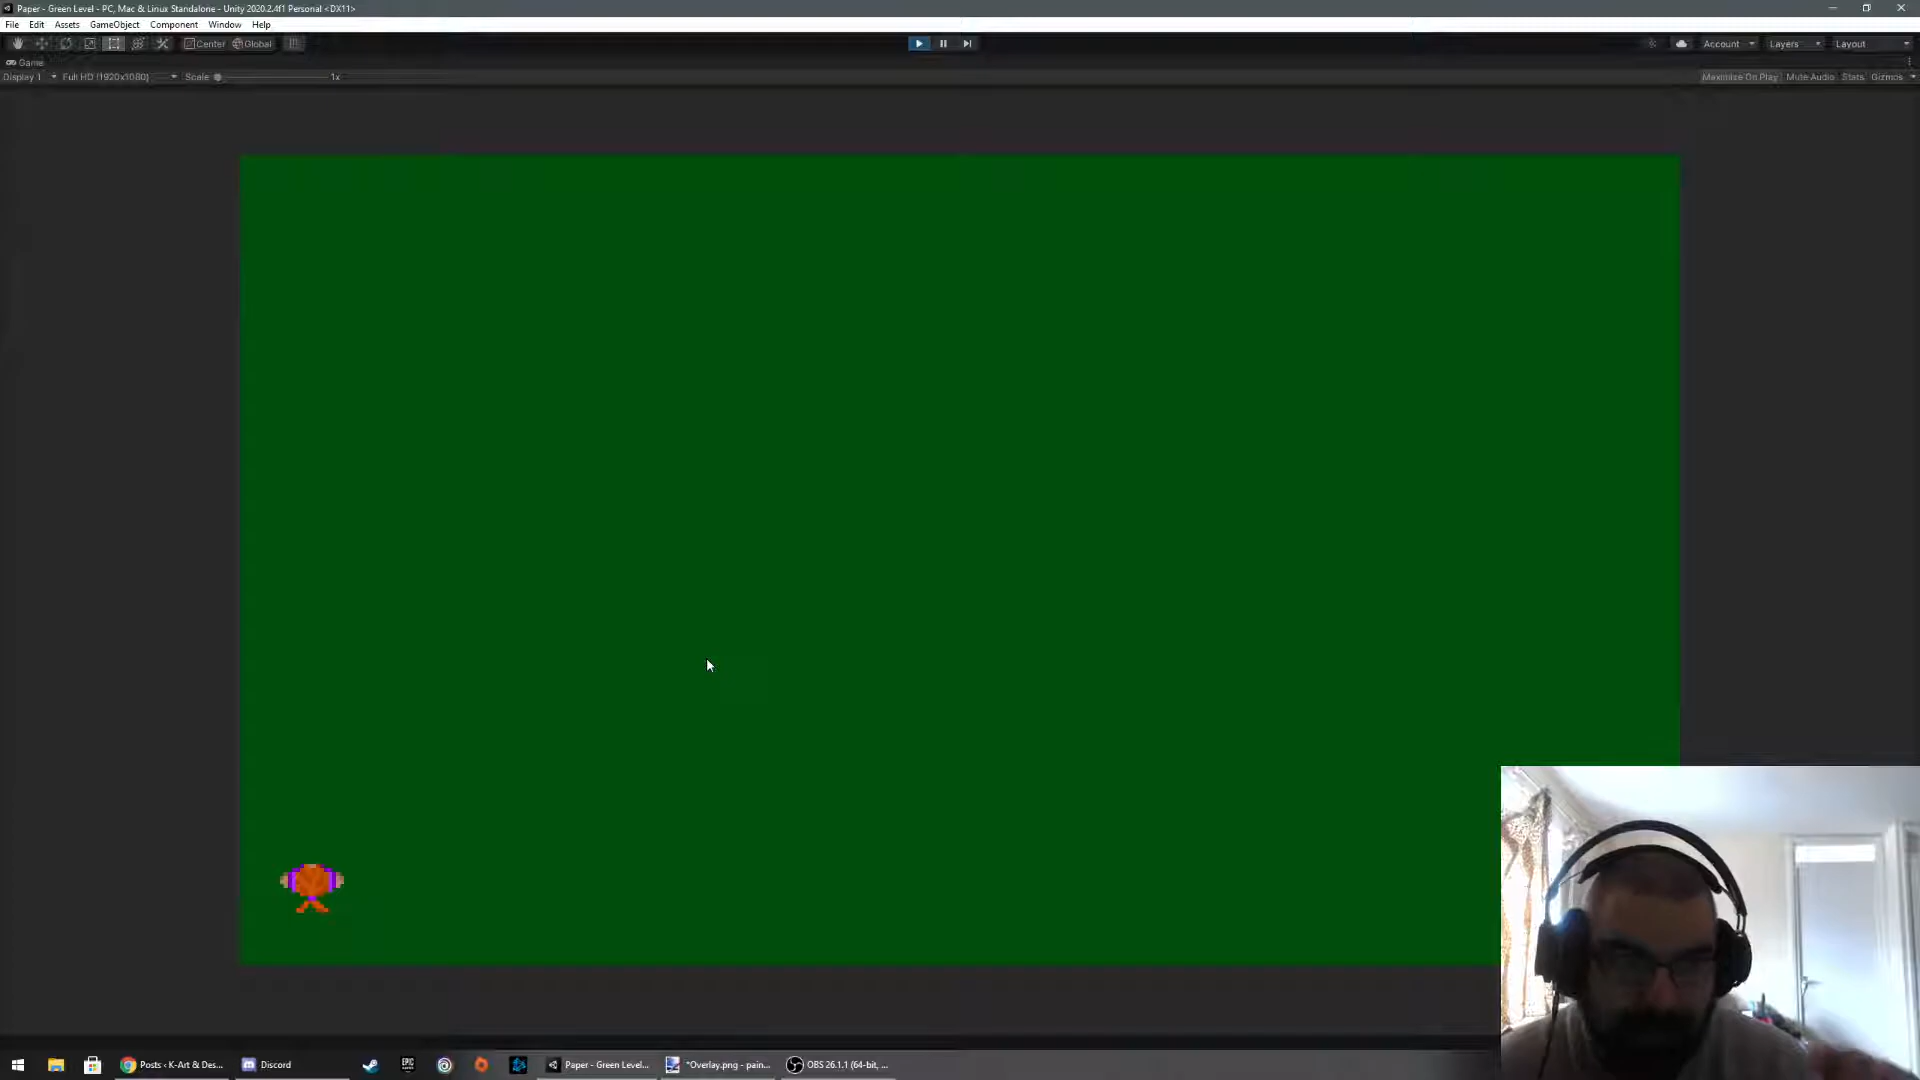 Paper - Green Level - PC, Mac & Linux Standalone - Unity 2020.2.4f1 Personal <DX11>
File Edit Assets GameObject Component Window Help
Center Global
Account Layers Layout
Game
Display 1 Full HD (1920x1080) Scale 1x Maximize On Play Mute Audio Stats Gizmos
Posts ‹ K-Art & Des... Discord EPIC GAMES Paper - Green Level... *Overlay.png - pain... OBS 26.1.1 (64-bit, ...